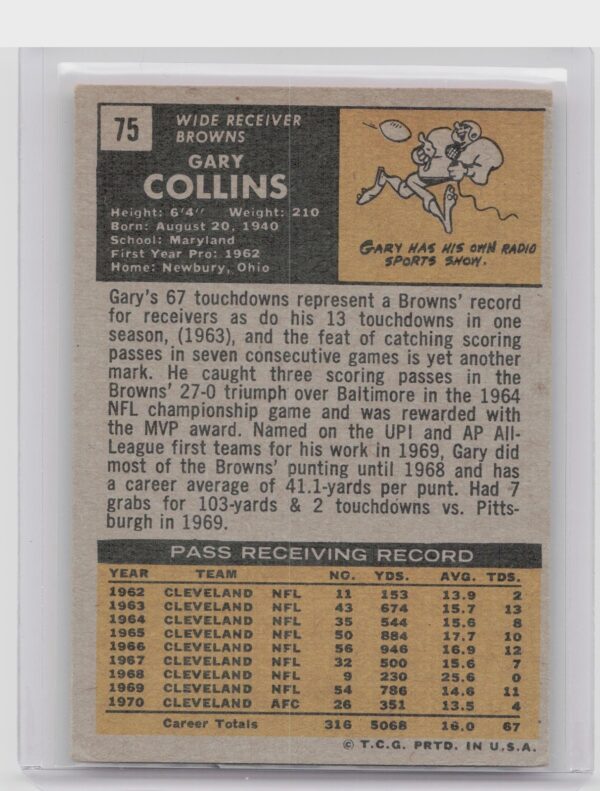 75
WIDE RECEIVER
BROWNS
GARY
COLLINS
Height: 6'4" Weight: 210
Born: August 20, 1940
School: Maryland
First Year Pro: 1962
Home: Newbury, Ohio
GARY HAS HIS OWN RADIO
SPORTS SHOW.
Gary's 67 touchdowns represent a Browns' record
for receivers as do his 13 touchdowns in one
season, (1963), and the feat of catching scoring
passes in seven consecutive games is yet another
mark. He caught three scoring passes in the
Browns' 27-0 triumph over Baltimore in the 1964
NFL championship game and was rewarded with
the MVP award. Named on the UPI and AP All-
League first teams for his work in 1969, Gary did
most of the Browns' punting until 1968 and has
a career average of 41.1-yards per punt. Had 7
grabs for 103-yards & 2 touchdowns vs. Pitts-
burgh in 1969.
PASS RECEIVING RECORD
YEAR TEAM NO. YDS. AVG. TDS.
1962 CLEVELAND NFL 11 153 13.9 2
1963 CLEVELAND NFL 43 674 15.7 13
1964 CLEVELAND NFL 35 544 15.6 8
1965 CLEVELAND NFL 50 884 17.7 10
1966 CLEVELAND NFL 56 946 16.9 12
1967 CLEVELAND NFL 32 500 15.6 7
1968 CLEVELAND NFL 9 230 25.6 0
1969 CLEVELAND NFL 54 786 14.6 11
1970 CLEVELAND AFC 26 351 13.5 4
Career Totals 316 5068 16.0 67
© T.C.G. PRTD. IN U.S.A.